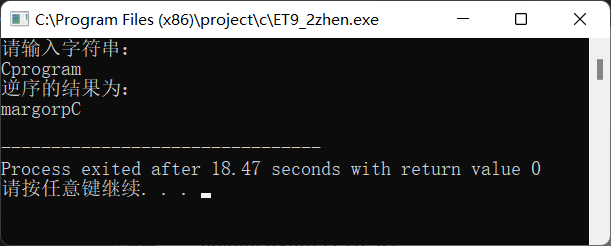 C:\Program Files (x86)\project\c\ET9_2zhen.exe
请输入字符串：
Cprogram
逆序的结果为：
margorpC
--------------------------------
Process exited after 18.47 seconds with return value 0
请按任意键继续. . .